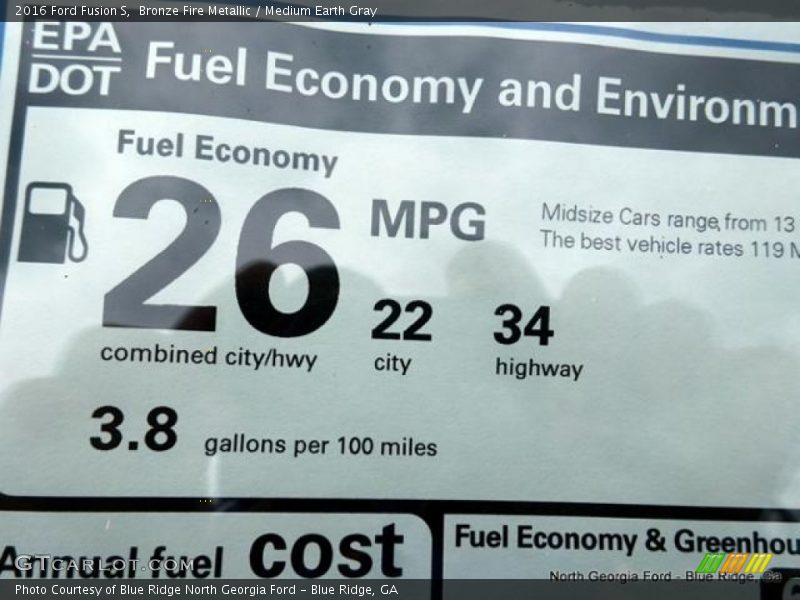 2016 Ford Fusion S, Bronze Fire Metallic / Medium Earth Gray
EPA
DOT
Fuel Economy and Environm
Fuel Economy
26
MPG
Midsize Cars range from 13
The best vehicle rates 119 M
22
34
combined city/hwy
city
highway
3.8 gallons per 100 miles
Annual fuel cost
Fuel Economy & Greenhou
GTCARLOT.COM
North Georgia Ford - Blue Ridge, Ga
Photo Courtesy of Blue Ridge North Georgia Ford - Blue Ridge, GA